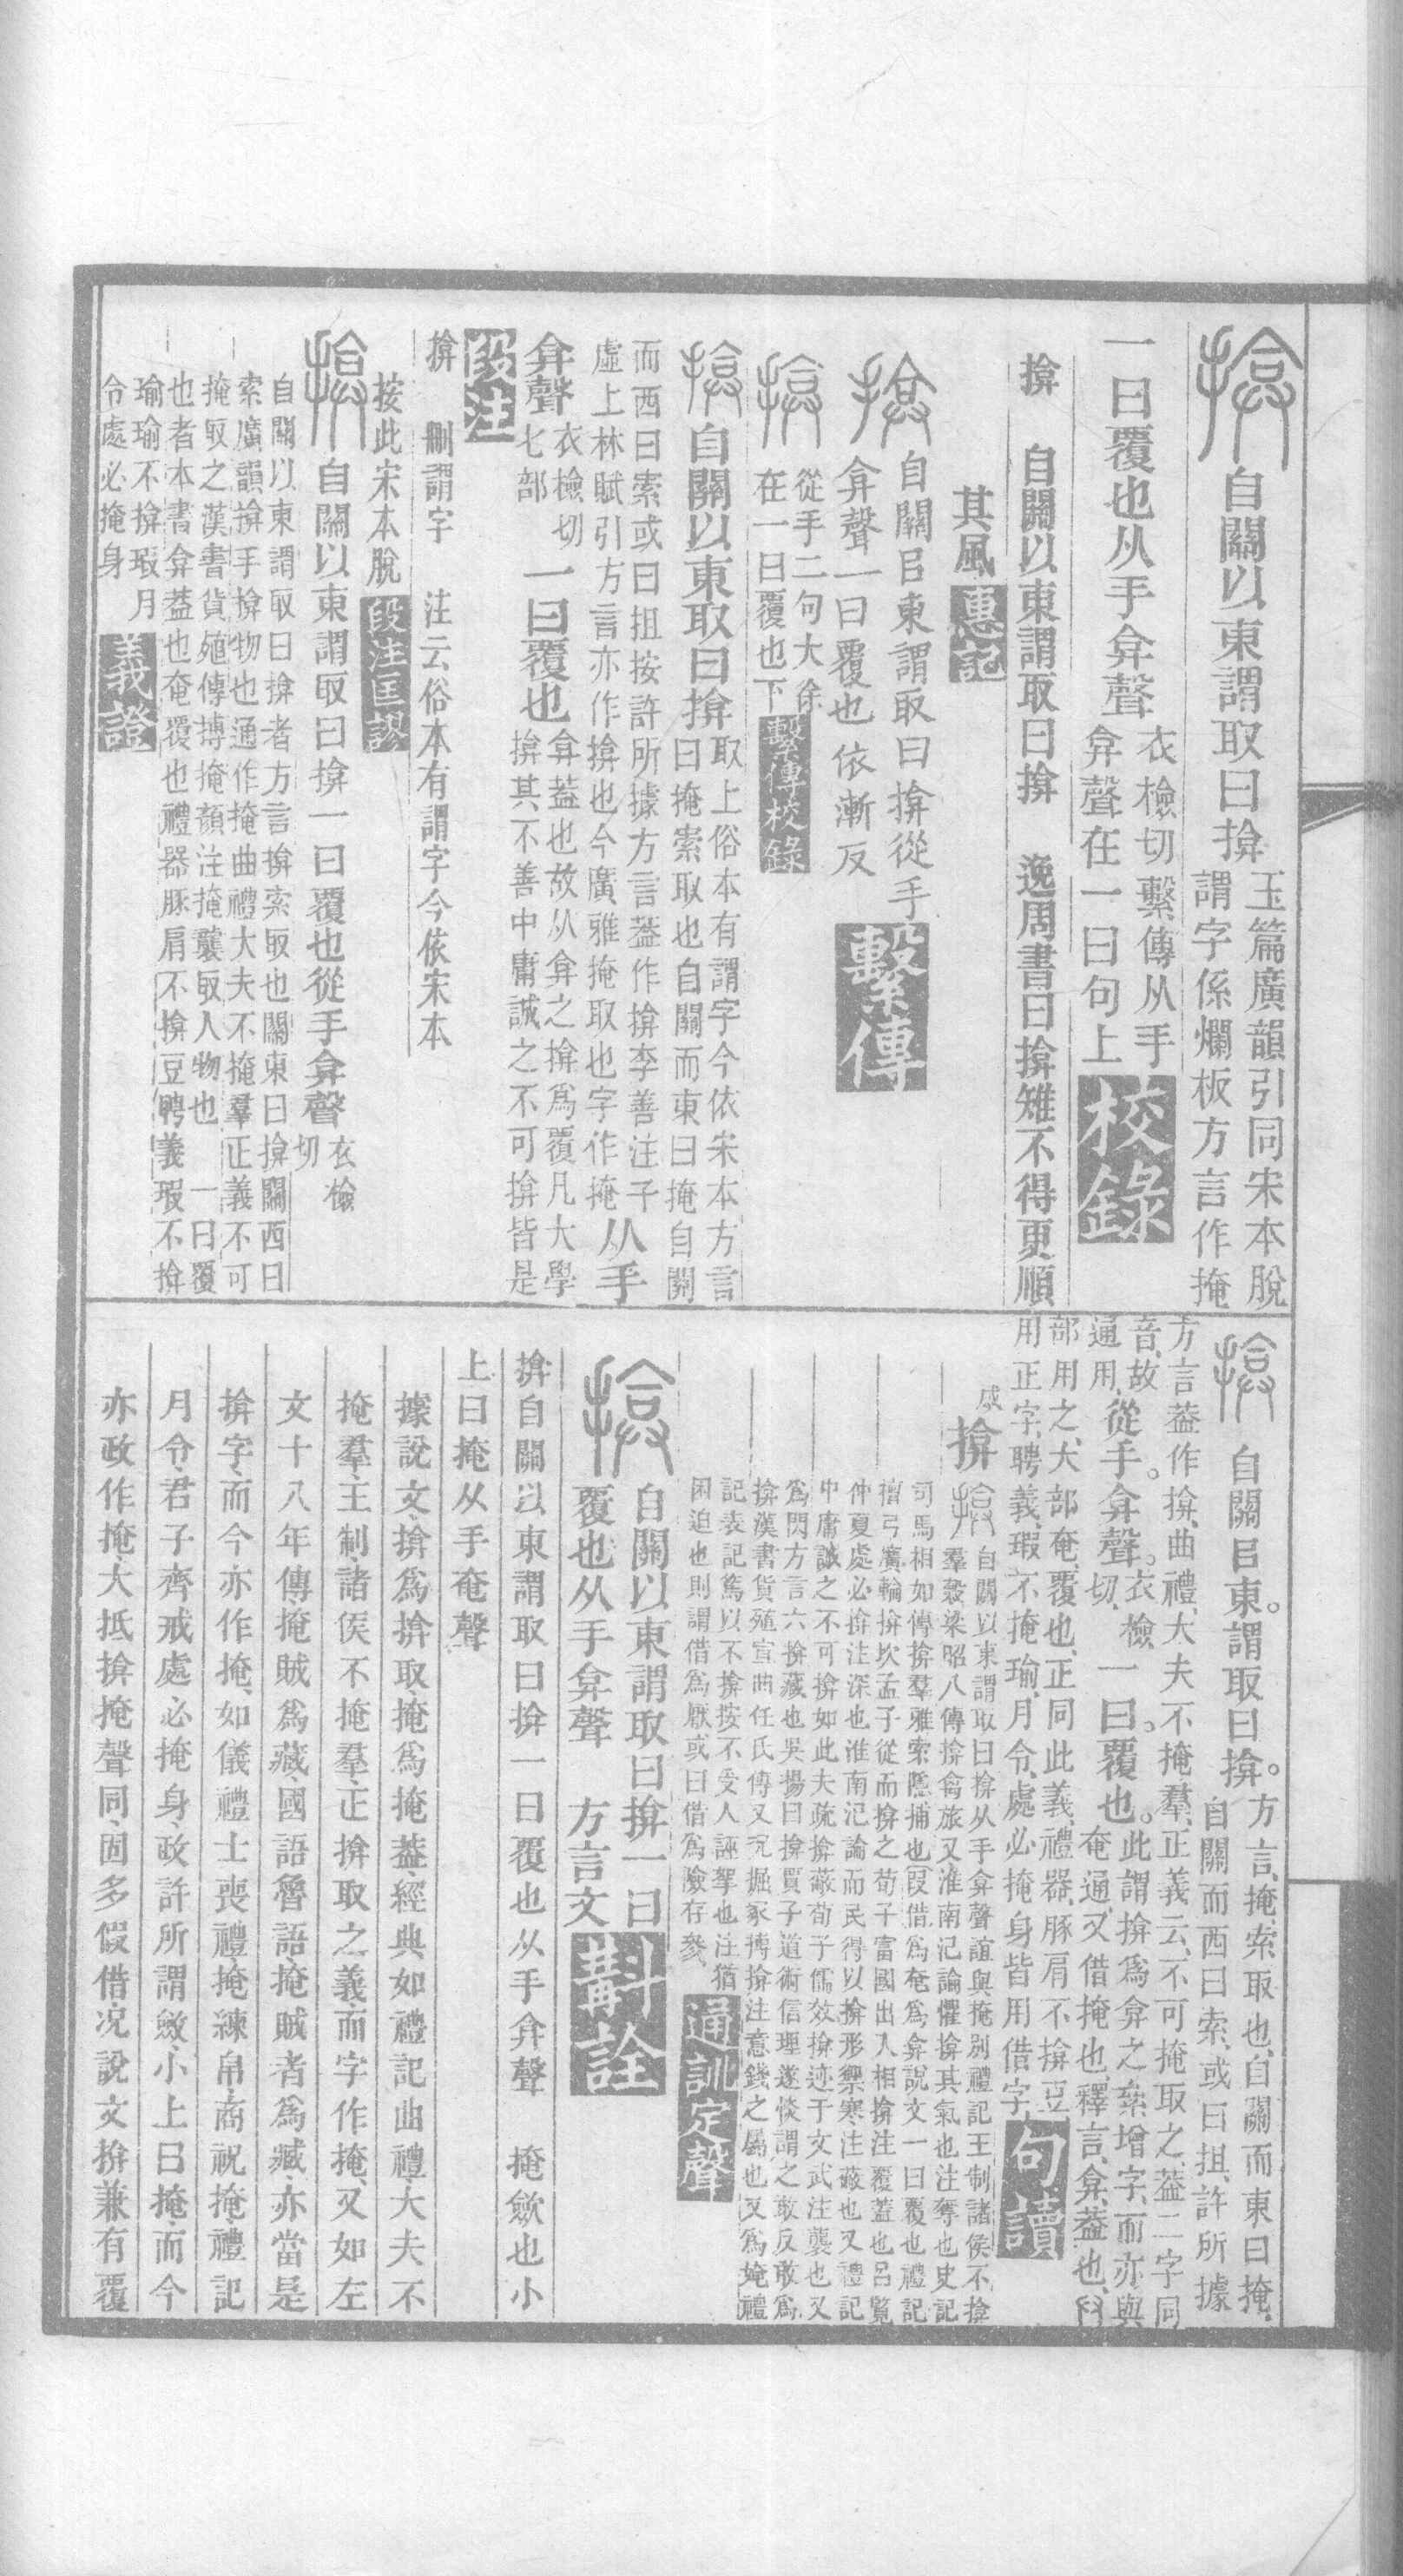 揜 自關以東謂取曰揜 玉篇廣韻引同宋本脫
謂字係爛板方言作掩
一曰覆也从手弇聲 衣檢切繫傳从手
弇聲在一曰句上 校錄
揜 自關以東謂取曰揜 逸周書曰揜雉不得更順
其風 惠記
揜 自關㠯東謂取曰揜從手
弇聲一曰覆也 依漸反 繫傳
揜 從手二句大徐
在一曰覆也下 繫傳校錄
揜 自關以東取曰揜 取上俗本有謂字今依宋本方言
曰掩索取也自關而東曰掩自關
而西曰索或曰抯按許所據方言葢作揜李善注子
虛上林賦引方言亦作揜也今廣雅掩取也字作掩 从手
弇聲 衣檢切
七部 一曰覆也 弇葢也故从弇之揜爲覆凡大學
揜其不善中庸誠之不可揜皆是
段注
揜 刪謂字 注云俗本有謂字今依宋本
按此宋本脫 段注匡謬
揜 自關以東謂取曰揜一曰覆也從手弇聲 衣檢
切
自關以東謂取曰揜者方言揜索取也關東曰揜關西曰
索廣韻揜手揜物也通作掩曲禮大夫不掩羣正義不可
掩取之漢書貨殖傳搏掩顏注掩襲取人物也 一曰覆
也者本書弇葢也奄覆也禮器豚肩不揜豆聘義瑕不揜
瑜瑜不揜瑕月
令處必掩身 義證
揜 自關㠯東謂取曰揜。方言、掩、索取也、自關而東曰掩、
自關而西曰索、或曰抯、許所據
方言葢作揜、曲禮、大夫不掩羣、正義云、不可掩取之、葢二字同
音、故
通用、從手。弇聲。衣檢
切、 一曰。覆也。此謂揜爲弇之絫增字、而亦與
奄通、又借掩也、釋言、弇、葢也、㕚
部用之、大部奄、覆也、正同此義、禮器、豚肩不揜豆、
用正字、聘義、瑕不掩瑜、月令、處必掩身、皆用借字、 句讀
揜 自關以東謂取曰揜从手弇聲誼與掩別禮記王制諸侯不揜
羣穀梁昭八傳揜禽旅又淮南氾論懼揜其氣也注奪也史記
司馬相如傳揜羣雅索隱捕也 叚借 爲奄爲弇說文一曰覆也禮記
檀弓廣輪揜坎孟子從而揜之荀子富國出入相揜注覆葢也呂覽
仲夏處必揜注深也淮南氾論而民得以揜形禦寒注蔽也又禮記
中庸誠之不可揜如此夫疏揜蔽荀子儒效揜迹于文武注襲也又
爲閃方言六揜藏也吳揚曰揜賈子道術信理遂惔謂之敢反敢爲
揜漢書貨殖宣曲任氏傳又況掘冢搏揜注意錢之屬也又爲㛪禮
記表記篤以不揜按不受人誣挐也注猶
困迫也則謂借爲厭或曰借爲險存參、 通訓定聲
揜 自關以東謂取曰揜一曰
覆也从手弇聲 方言文 斠詮
揜自關以東謂取曰揜一曰覆也从手弇聲 掩斂也小
上曰掩从手奄聲
據說文、揜爲揜取、掩爲掩葢、經典、如禮記曲禮、大夫不
掩羣、王制、諸侯不掩羣、正揜取之義、而字作掩、又如左
文十八年傳、掩賊爲藏、國語魯語、掩賊者爲臧、亦當是
揜字、而今亦作掩、如儀禮士喪禮、掩練帛、商祝掩、禮記
月令、君子齊戒處必掩身、政許所謂斂、小上曰掩、而今
亦政作掩、大抵揜掩聲同、固多假借、況說文揜兼有覆